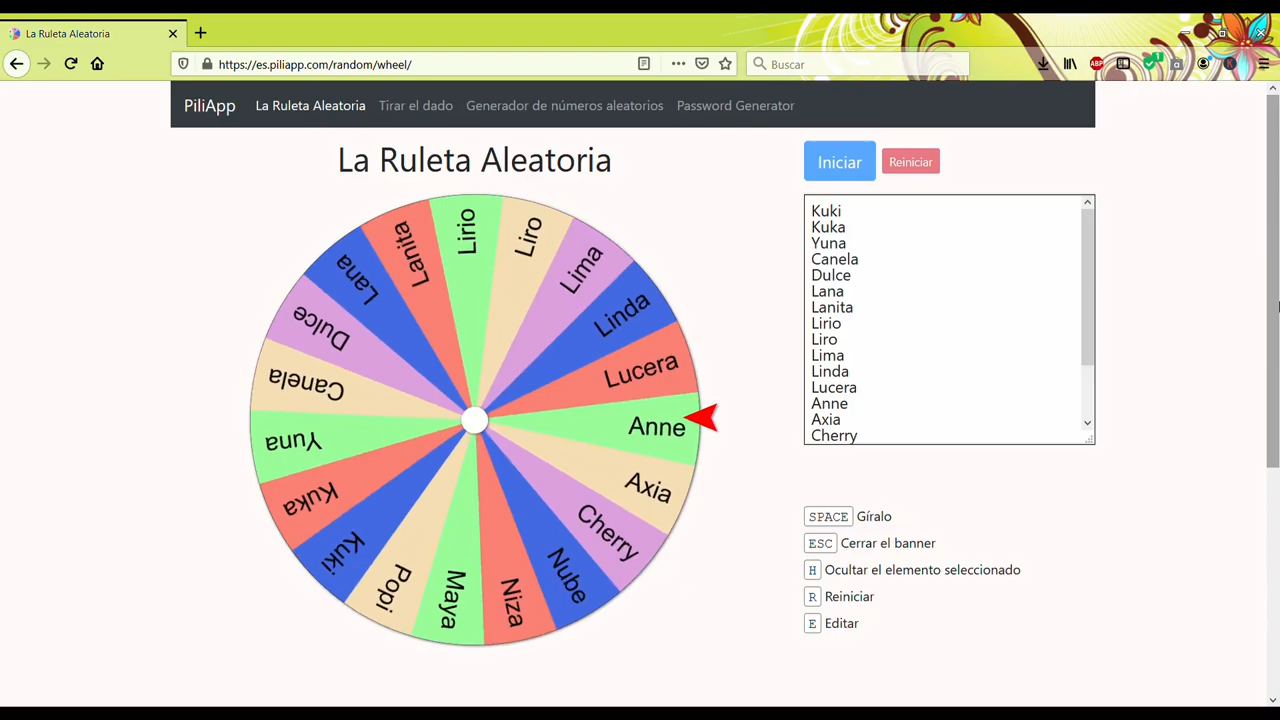 La Ruleta Aleatoria
https://es.piliapp.com/random/wheel/
Buscar
ABP
1
PiliApp La Ruleta Aleatoria Tirar el dado Generador de números aleatorios Password Generator
La Ruleta Aleatoria
Iniciar Reiniciar
Lirio
Liro
Lima
Linda
Lucera
Anne
Axia
Cherry
Nube
Niza
Maya
Popi
Kuki
Kuka
Yuna
Canela
Dulce
Lana
Lanita
Kuki
Kuka
Yuna
Canela
Dulce
Lana
Lanita
Lirio
Liro
Lima
Linda
Lucera
Anne
Axia
Cherry
SPACE Gíralo
ESC Cerrar el banner
H Ocultar el elemento seleccionado
R Reiniciar
E Editar